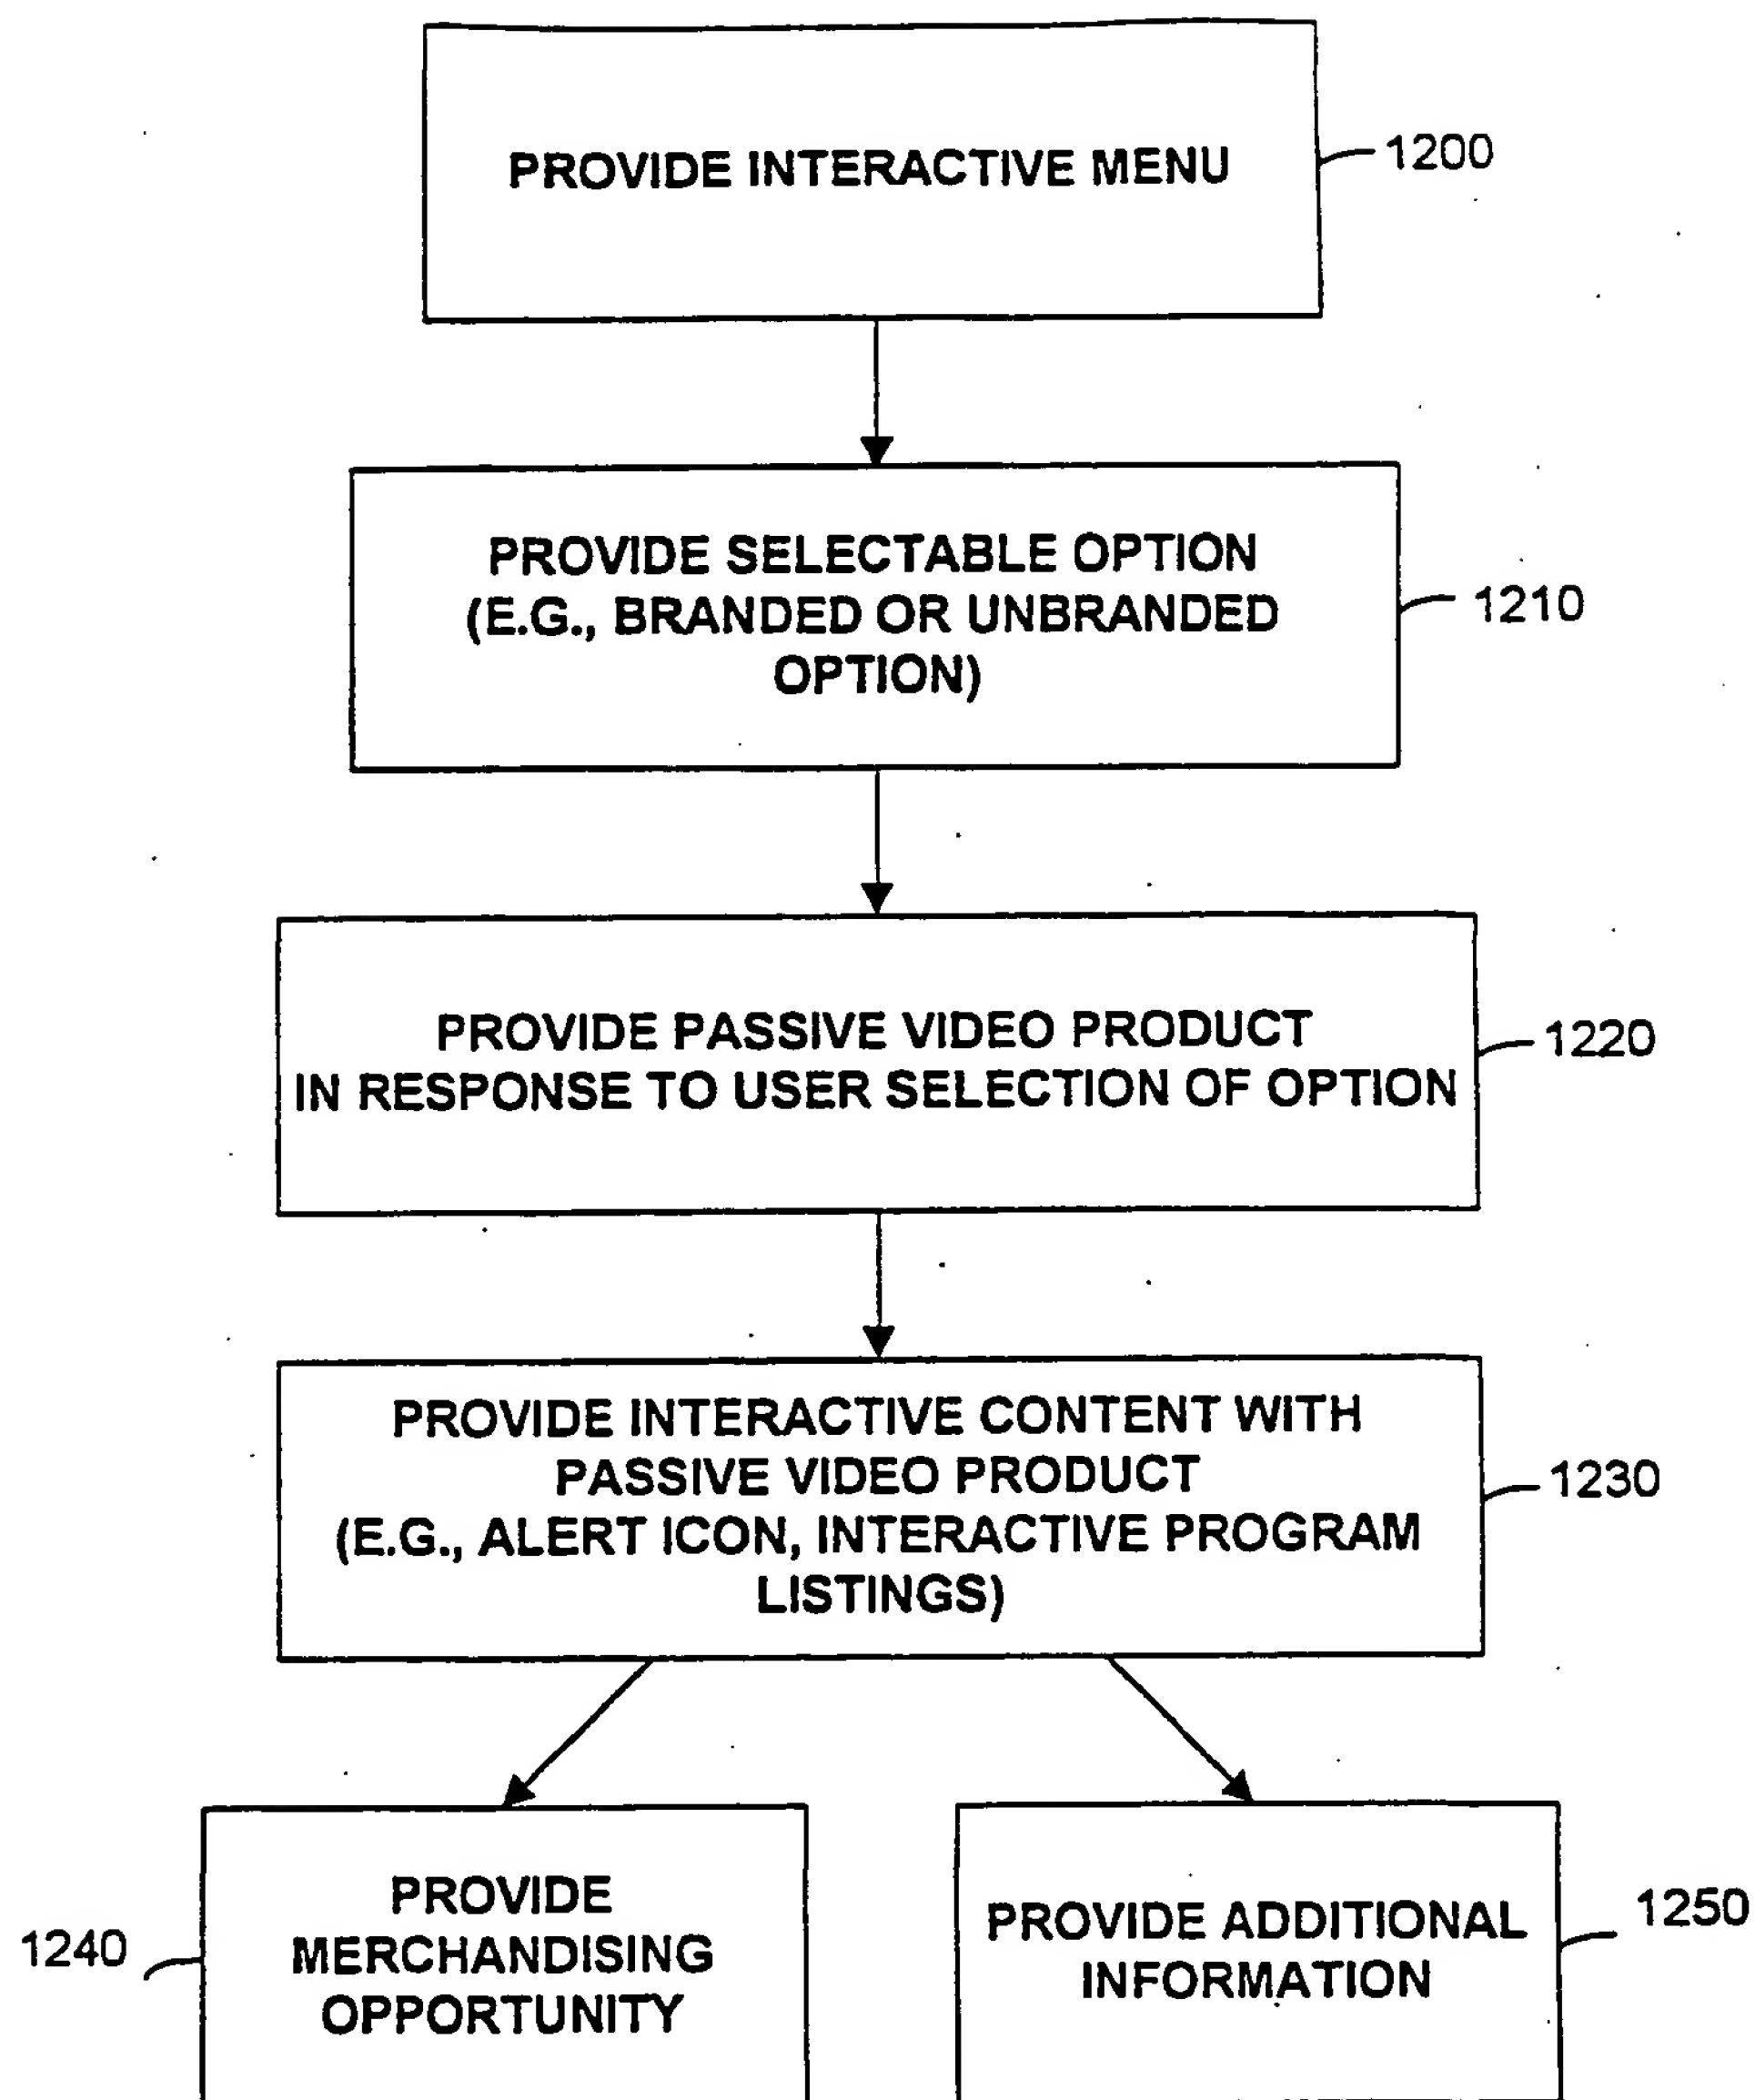 PROVIDE INTERACTIVE MENU
1200
PROVIDE SELECTABLE OPTION
(E.G., BRANDED OR UNBRANDED
OPTION)
1210
PROVIDE PASSIVE VIDEO PRODUCT
IN RESPONSE TO USER SELECTION OF OPTION
1220
PROVIDE INTERACTIVE CONTENT WITH
PASSIVE VIDEO PRODUCT
(E.G., ALERT ICON, INTERACTIVE PROGRAM
LISTINGS)
1230
1240
PROVIDE
MERCHANDISING
OPPORTUNITY
PROVIDE ADDITIONAL
INFORMATION
1250